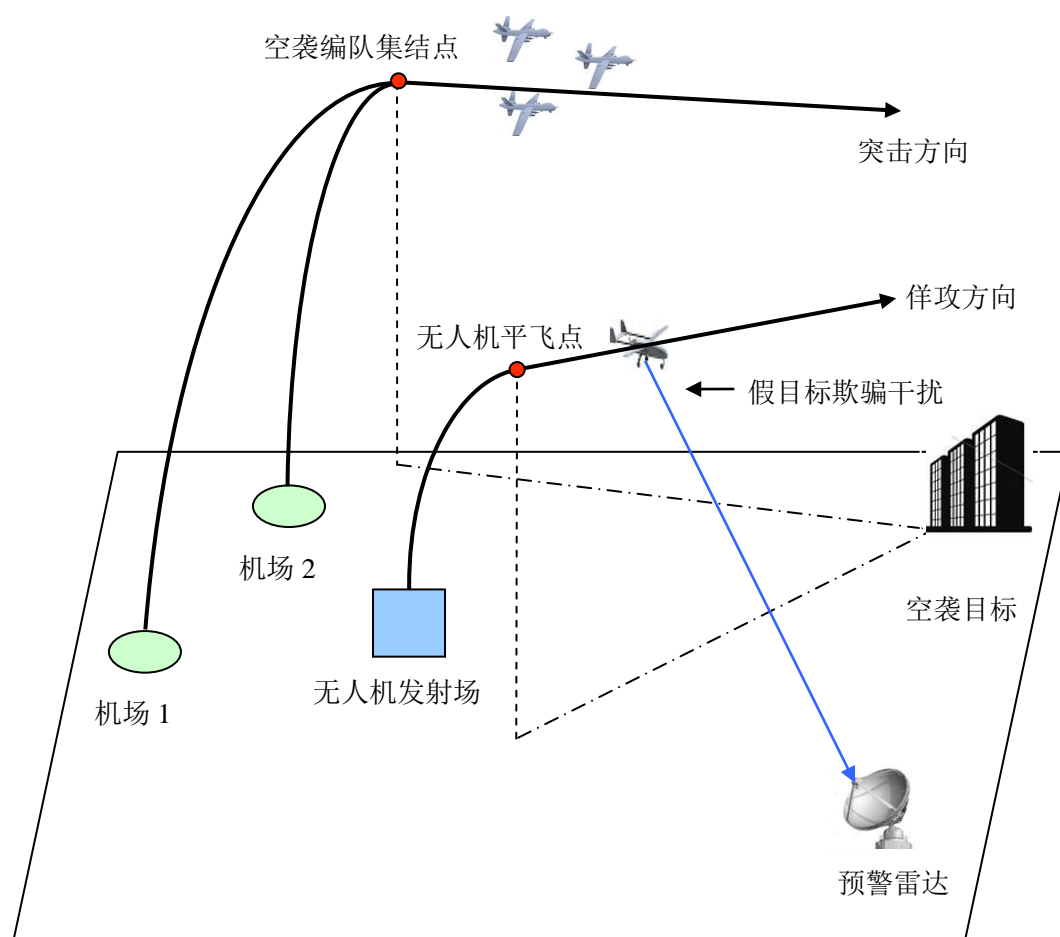 空袭编队集结点
突击方向
佯攻方向
无人机平飞点
假目标欺骗干扰
机场 2
空袭目标
无人机发射场
机场 1
预警雷达